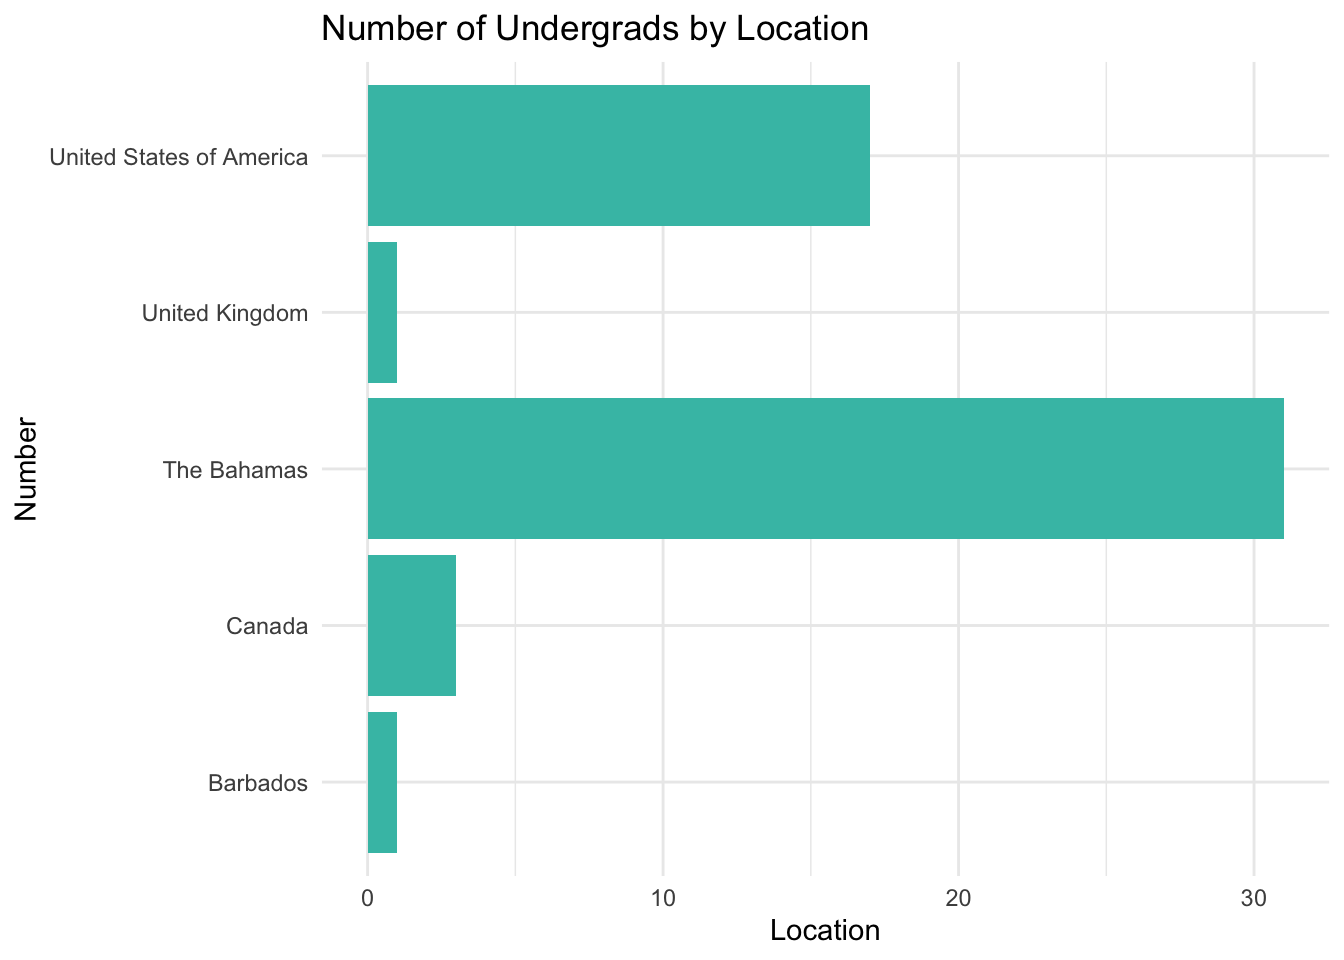 Number of Undergrads by Location
United States of America
United Kingdom
The Bahamas
Canada
Barbados
Number
0 10 20 30
Location